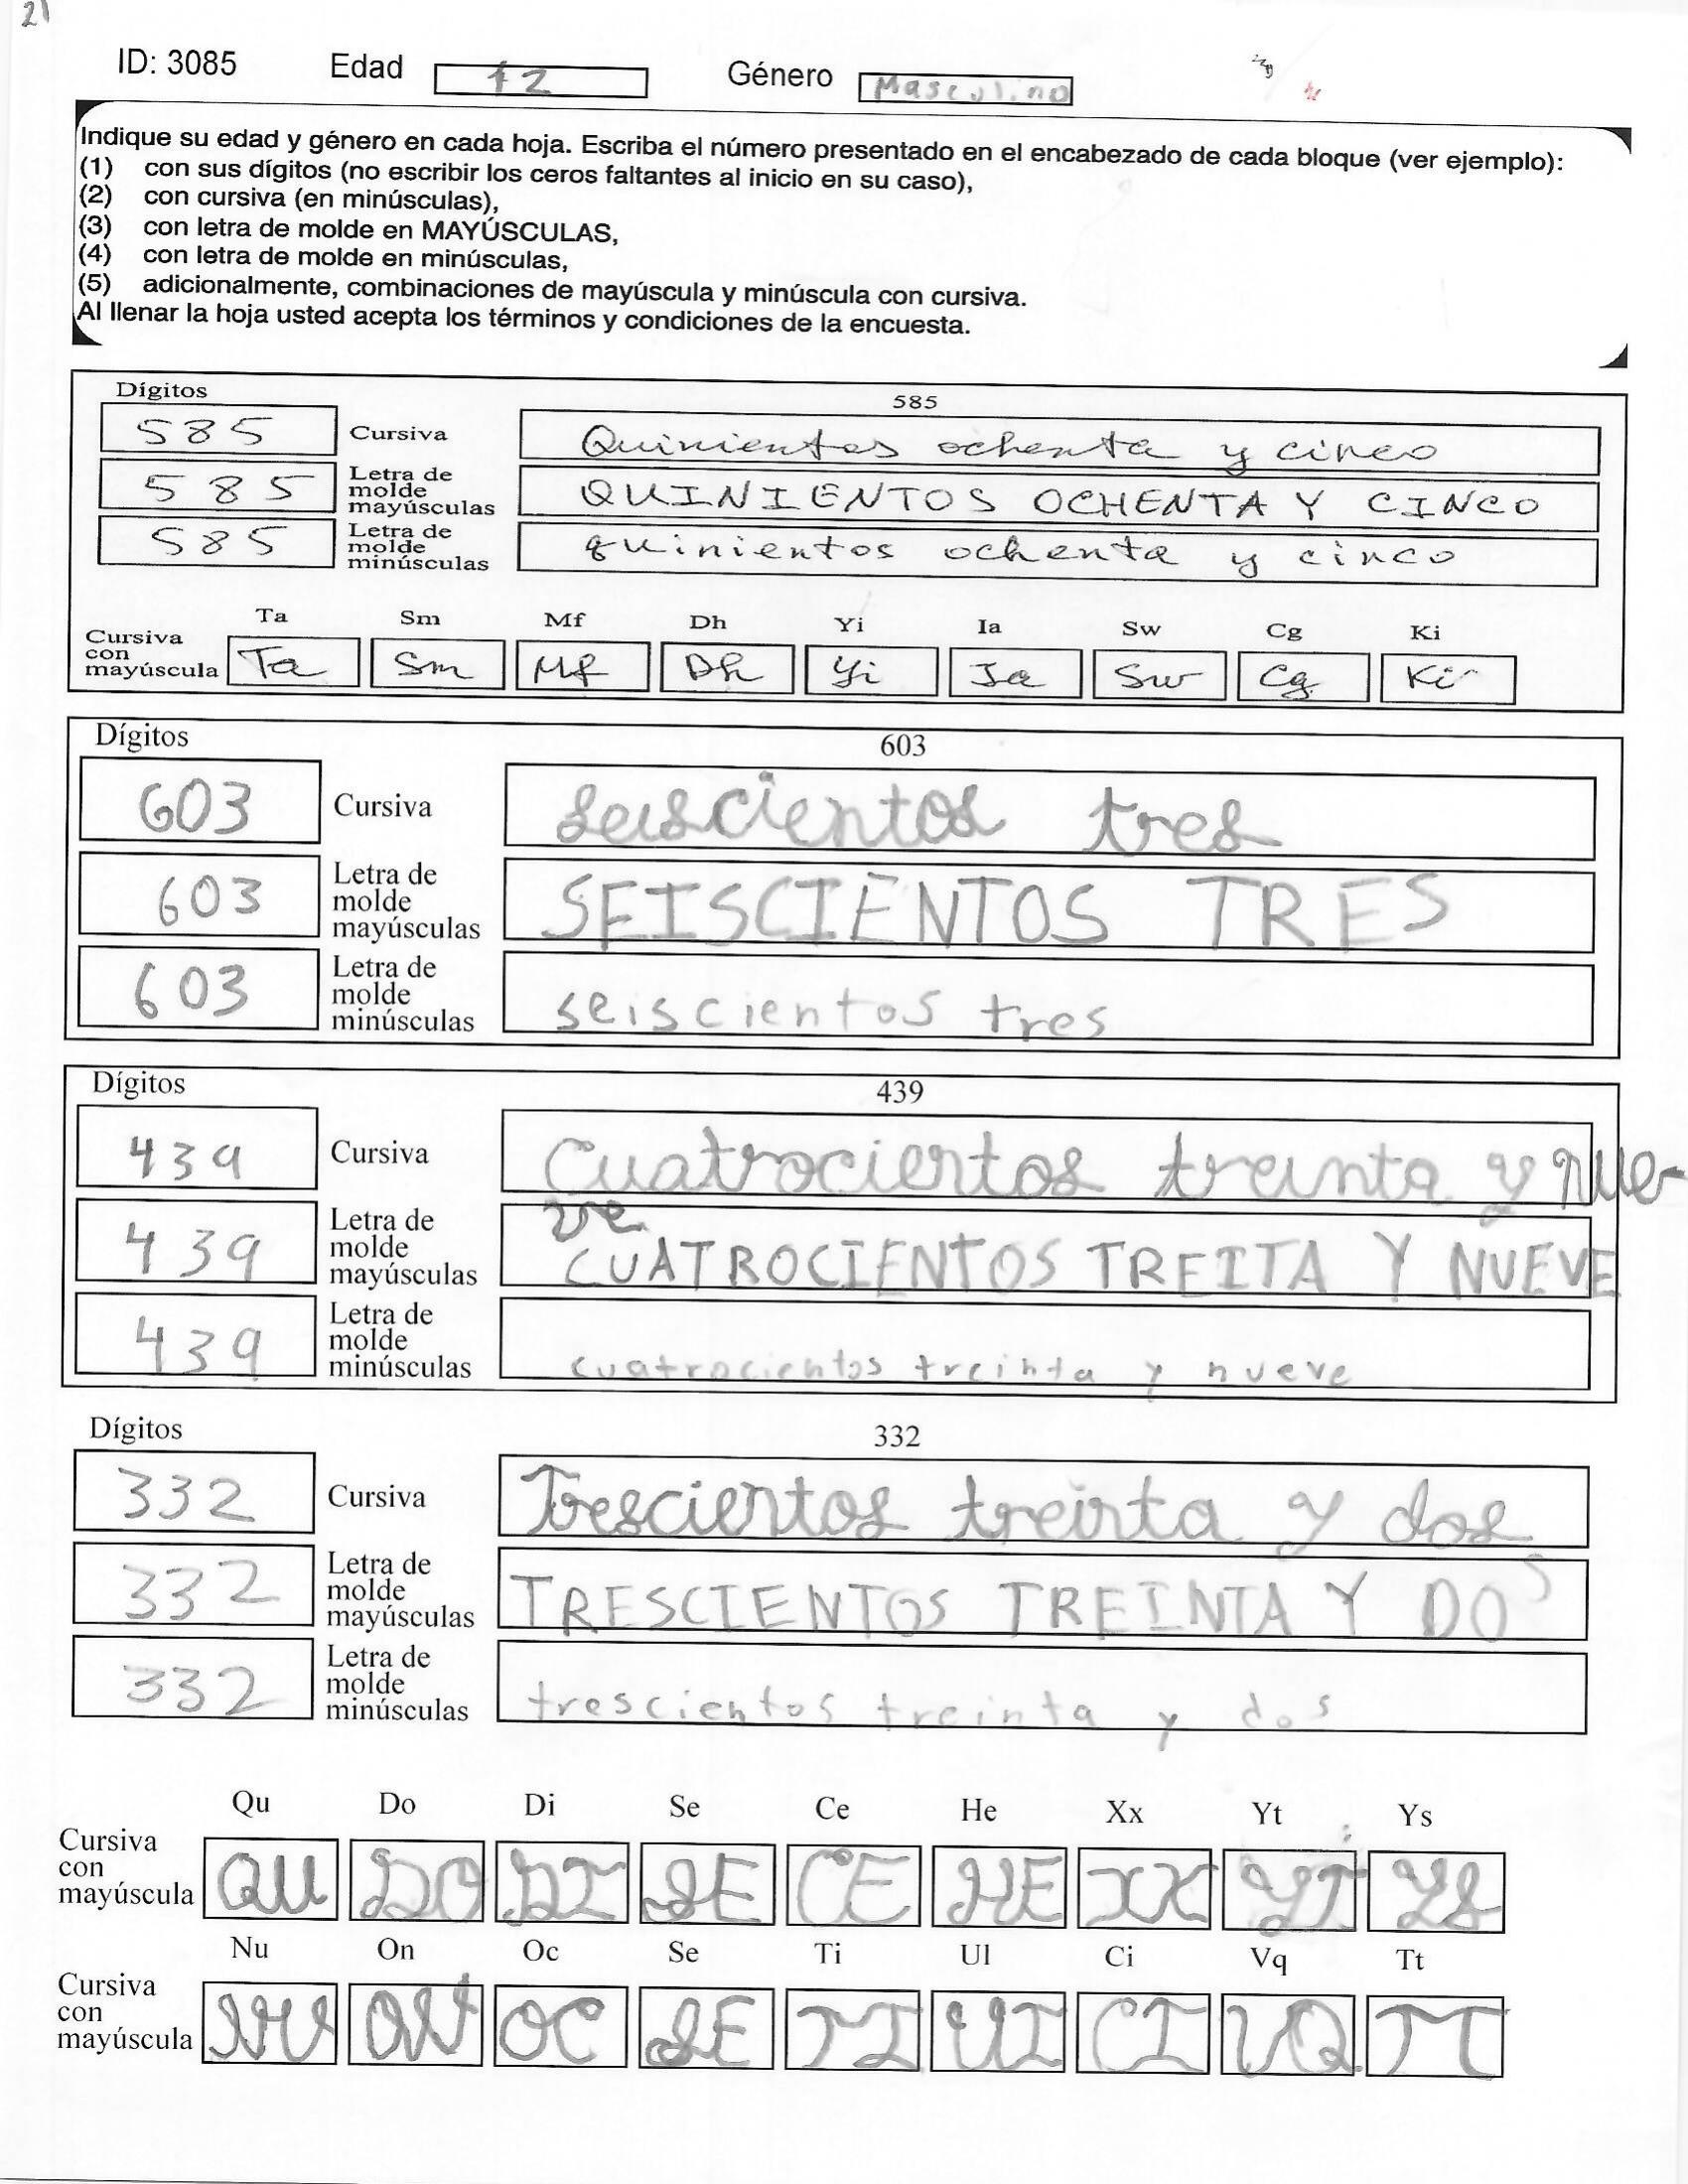 21
ID: 3085 Edad 12 Género Masculino
Indique su edad y género en cada hoja. Escriba el número presentado en el encabezado de cada bloque (ver ejemplo):
(1) con sus dígitos (no escribir los ceros faltantes al inicio en su caso),
(2) con cursiva (en minúsculas),
(3) con letra de molde en MAYÚSCULAS,
(4) con letra de molde en minúsculas,
(5) adicionalmente, combinaciones de mayúscula y minúscula con cursiva.
Al llenar la hoja usted acepta los términos y condiciones de la encuesta.
Dígitos 585
585 Cursiva Quinientos ochenta y cinco
585 Letra de molde mayúsculas QUINIENTOS OCHENTA Y CINCO
585 Letra de molde minúsculas quinientos ochenta y cinco
Ta Sm Mf Dh Yi Ia Sw Cg Ki
Cursiva con mayúscula Ta Sm Mf Dh Yi Ia Sw Cg Ki
Dígitos 603
603 Cursiva seiscientos tres
603 Letra de molde mayúsculas SEISCIENTOS TRES
603 Letra de molde minúsculas seiscientos tres
Dígitos 439
439 Cursiva Cuatrocientos treinta y nue-
ve
439 Letra de molde mayúsculas CUATROCIENTOS TREITA Y NUEVE
439 Letra de molde minúsculas cuatrocientos treinta y nueve
Dígitos 332
332 Cursiva Trescientos treinta y dos
332 Letra de molde mayúsculas TRESCIENTOS TREINTA Y DOS
332 Letra de molde minúsculas trescientos treinta y dos
Qu Do Di Se Ce He Xx Yt Ys
Cursiva con mayúscula QU DO DI SE CE HE XX YT YS
Nu On Oc Se Ti Ul Ci Vq Tt
Cursiva con mayúscula NU ON OC SE TI UI CI VQ TT